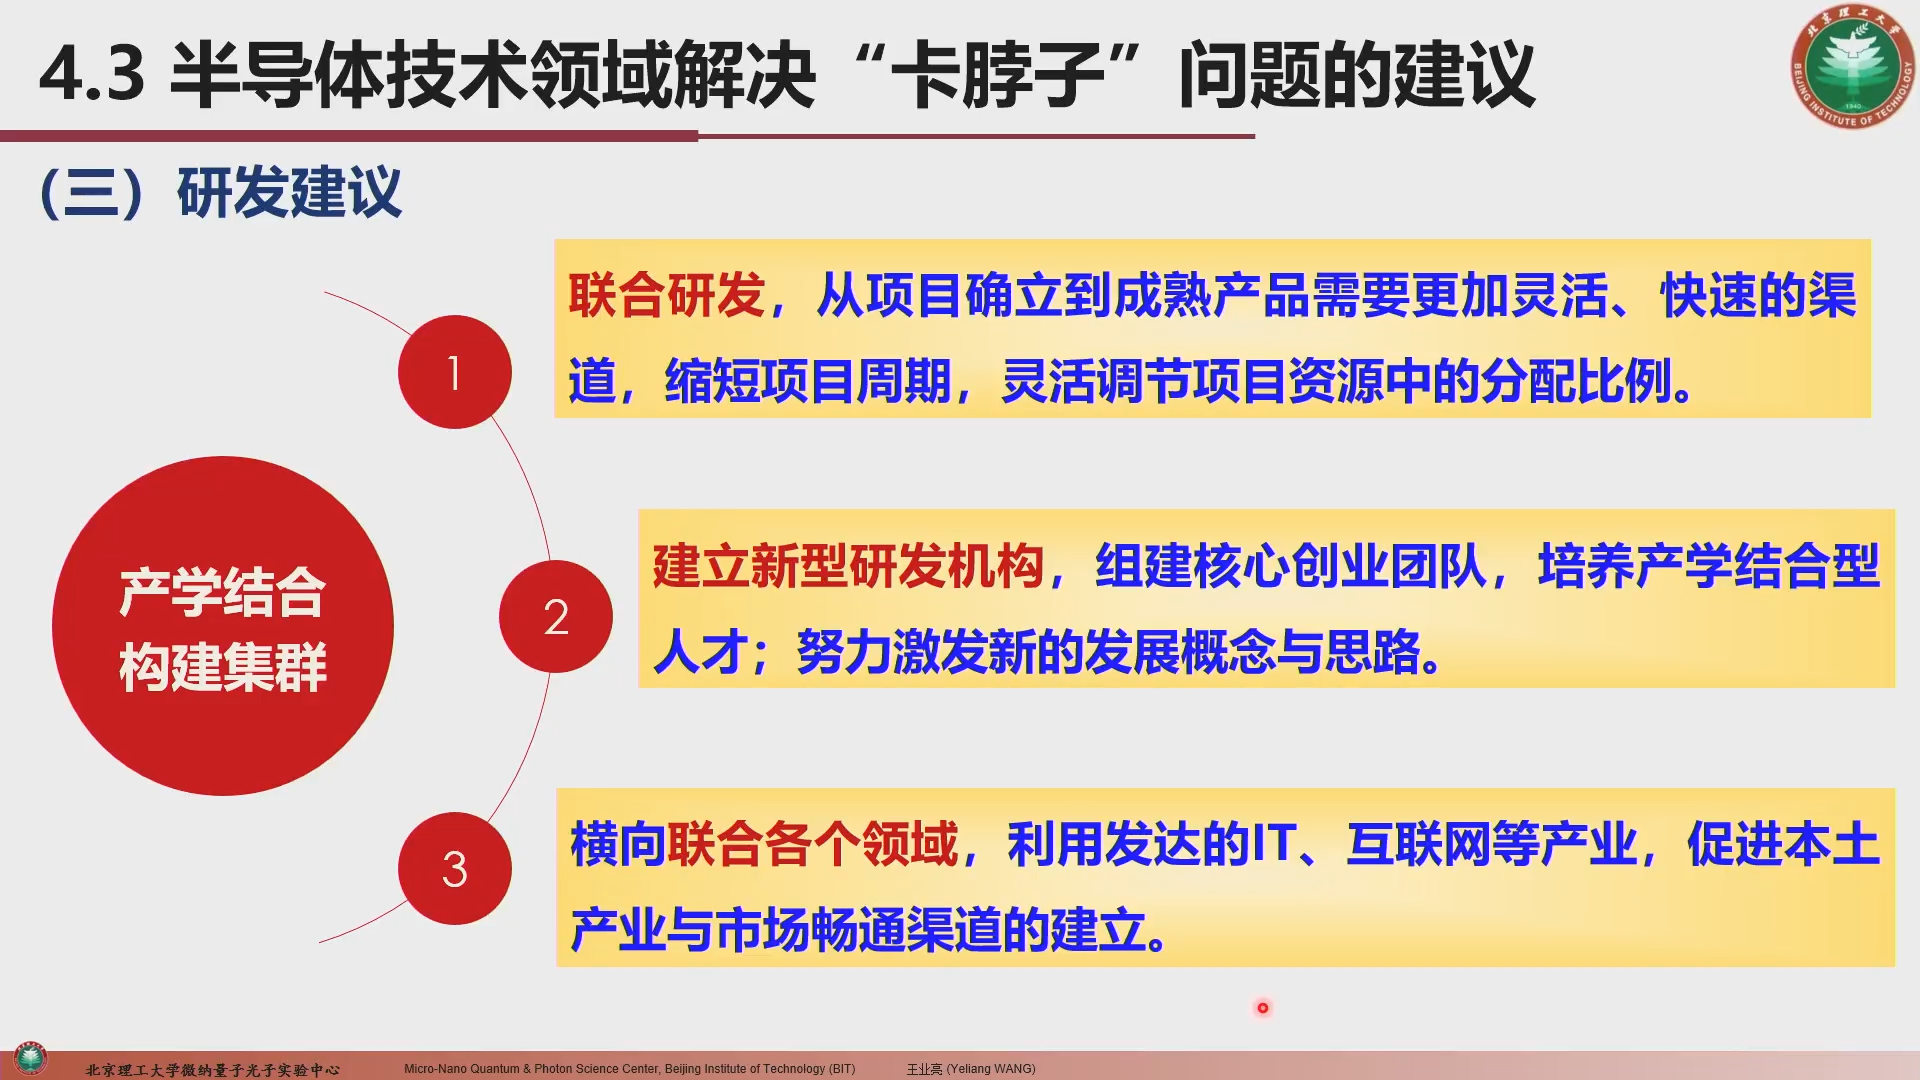 4.3 半导体技术领域解决“卡脖子”问题的建议
北京理工大学
BEIJING INSTITUTE OF TECHNOLOGY
1940
（三）研发建议
联合研发，从项目确立到成熟产品需要更加灵活、快速的渠
道，缩短项目周期，灵活调节项目资源中的分配比例。
1
产学结合
构建集群
建立新型研发机构，组建核心创业团队，培养产学结合型
人才；努力激发新的发展概念与思路。
2
横向联合各个领域，利用发达的IT、互联网等产业，促进本土
产业与市场畅通渠道的建立。
3
北京理工大学微纳量子光子实验中心
Micro-Nano Quantum & Photon Science Center, Beijing Institute of Technology (BIT)
王业亮 (Yeliang WANG)